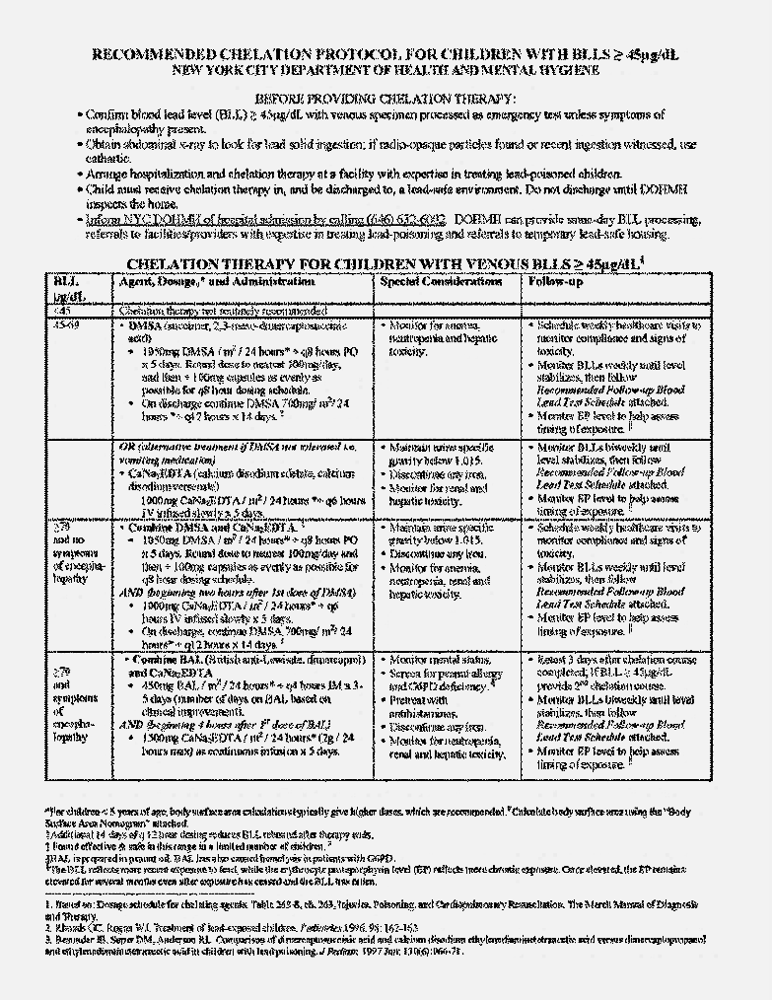 RECOMMENDED CHELATION PROTOCOL FOR CHILDREN WITH BLLS ≥ 45µg/dL
NEW YORK CITY DEPARTMENT OF HEALTH AND MENTAL HYGIENE
BEFORE PROVIDING CHELATION THERAPY:
• Confirm blood lead level (BLL) ≥ 45µg/dL with venous specimen processed as emergency test unless symptoms of
encephalopathy present.
• Obtain abdominal x-ray to look for lead solid ingestion; if radio-opaque particles found or recent ingestion witnessed, use
cathartic.
• Arrange hospitalization and chelation therapy at a facility with expertise in treating lead-poisoned children.
• Child must receive chelation therapy in, and be discharged to, a lead-safe environment. Do not discharge until DOHMH
inspects the home.
• Inform NYC DOHMH of hospital admission by calling (646) DOHMH can provide same-day BLL processing,
referrals to facilities/providers with expertise in treating lead-poisoning and referrals to temporary lead-safe housing.
CHELATION THERAPY FOR CHILDREN WITH VENOUS BLLS ≥ 45µg/dL
BLL
µg/dL
Agent, Dosage,* and Administration
Special Considerations
Follow-up
<45
Chelation therapy not routinely recommended
45-69
• DMSA (succimer, 2,3-meso-dimercaptosuccinic
acid)
• 1050mg DMSA / m² / 24 hours* ÷ q8 hours PO
x 5 days. Round dose to nearest 100mg/day,
and then ÷ 100mg capsules as evenly as
possible for q8 hour dosing schedule.
• On discharge continue DMSA 700mg/ m²/ 24
hours *÷ q12 hours x 14 days.
• Monitor for anemia,
neutropenia and hepatic
toxicity.
• Schedule weekly healthcare visits to
monitor compliance and signs of
toxicity.
• Monitor BLLs weekly until level
stabilizes, then follow
Recommended Follow-up Blood
Lead Test Schedule attached.
• Monitor EP level to help assess
timing of exposure.
OR (alternative treatment if DMSA not tolerated i.e.
vomiting medication)
• CaNa₂EDTA (calcium disodium edetate, calcium
disodium versenate)
1000mg CaNa₂EDTA / m² / 24 hours *÷ q6 hours
IV infused slowly x 5 days.
• Maintain urine specific
gravity below 1.015.
• Discontinue any iron.
• Monitor for renal and
hepatic toxicity.
• Monitor BLLs biweekly until
level stabilizes, then follow
Recommended Follow-up Blood
Lead Test Schedule attached.
• Monitor EP level to help assess
timing of exposure.
≥70
and no
symptoms
of encepha-
lopathy
• Combine DMSA and CaNa₂EDTA.
• 1050mg DMSA / m² / 24 hours* ÷ q8 hours PO
x 5 days. Round dose to nearest 100mg/day and
then ÷ 100mg capsules as evenly as possible for
q8 hour dosing schedule.
AND (beginning two hours after 1st dose of DMSA)
• 1000mg CaNa₂EDTA / m² / 24 hours* ÷ q6
hours IV infused slowly x 5 days.
• On discharge, continue DMSA 700mg/ m²/ 24
hours* ÷ q12 hours x 14 days.
• Maintain urine specific
gravity below 1.015.
• Discontinue any iron.
• Monitor for anemia,
neutropenia, renal and
hepatic toxicity.
• Schedule weekly healthcare visits to
monitor compliance and signs of
toxicity.
• Monitor BLLs weekly until level
stabilizes, then follow
Recommended Follow-up Blood
Lead Test Schedule attached.
• Monitor EP level to help assess
timing of exposure.
≥70
and
symptoms
of
encepha-
lopathy
• Combine BAL (British anti-Lewisite, dimercaprol)
and CaNa₂EDTA
• 450mg BAL / m² / 24 hours* ÷ q4 hours IM x 3-
5 days (number of days on BAL based on
clinical improvement).
AND (beginning 4 hours after 1st dose of BAL)
• 1500mg CaNa₂EDTA / m² / 24 hours* (2g / 24
hours max) as continuous infusion x 5 days.
• Monitor mental status.
• Screen for peanut allergy
and G6PD deficiency.
• Pretreat with
antihistamines.
• Discontinue any iron.
• Monitor for neutropenia,
renal and hepatic toxicity.
• Retest 3 days after chelation course
completed; if BLL ≥ 45µg/dL
provide 2nd chelation course.
• Monitor BLLs biweekly until level
stabilizes, then follow
Recommended Follow-up Blood
Lead Test Schedule attached.
• Monitor EP level to help assess
timing of exposure.
*For children < 5 years of age, body surface area calculations typically give higher doses, which are recommended. Calculate body surface area using the "Body
Surface Area Nomogram" attached.
Additional 14 days of q 12 hour dosing reduces BLL rebound after therapy ends.
Found effective & safe in this range in a limited number of children.
BAL is prepared in peanut oil. BAL has also caused hemolysis in patients with G6PD.
The BLL reflects more recent exposure to lead, while the erythrocyte protoporphyrin level (EP) reflects more chronic exposure. Once elevated, the EP remains
elevated for several months even after exposure has ceased and the BLL has fallen.
1. Based on: Dosage schedule for chelating agents. Table 263-8, ch. 263, Injuries, Poisoning, and Cardiopulmonary Resuscitation. The Merck Manual of Diagnosis
and Therapy.
2. Rhoads GC, Rogan WJ. Treatment of lead-exposed children. Pediatrics 1996, 98: 162-163
3. Besunder JB, Super DM, Anderson RL. Comparison of dimercaptosuccinic acid and calcium disodium ethylenediaminetetraacetic acid versus dimercaptopropanol
and ethylenediaminetetraacetic acid in children with lead poisoning. J Pediatr. 1997 Jun; 130(6):966-71.